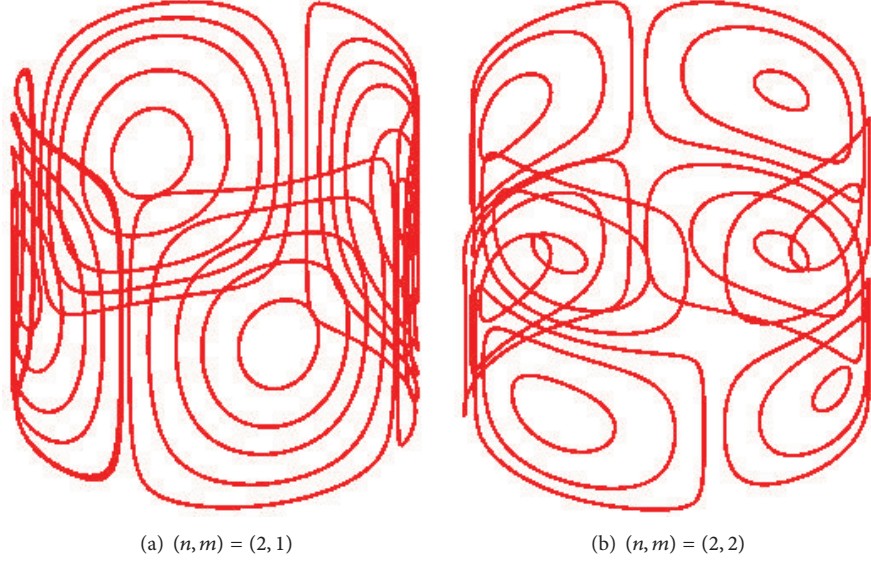 (a) (n, m) = (2, 1)
(b) (n, m) = (2, 2)